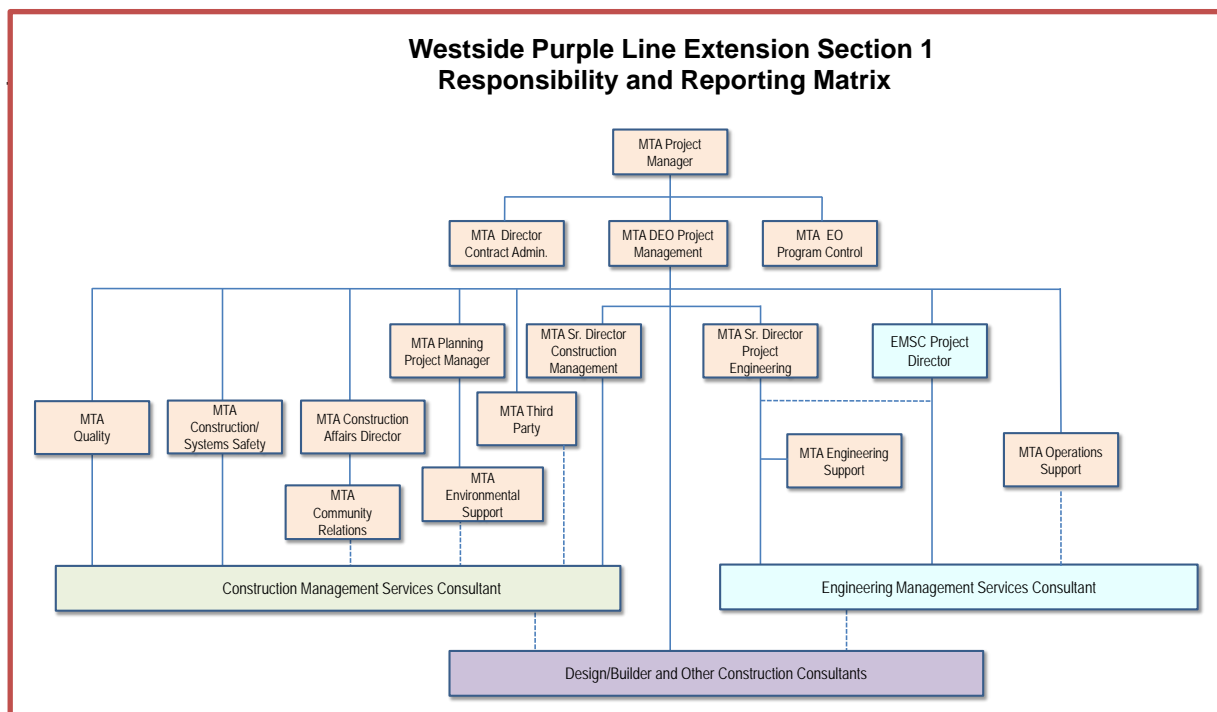 Westside Purple Line Extension Section 1
Responsibility and Reporting Matrix
MTA Project
Manager
MTA Director
Contract Admin.
MTA DEO Project
Management
MTA EO
Program Control
MTA Planning
Project Manager
MTA Sr. Director
Construction
Management
MTA Sr. Director
Project
Engineering
EMSC Project
Director
MTA
Quality
MTA
Construction/
Systems Safety
MTA Construction
Affairs Director
MTA Third
Party
MTA Engineering
Support
MTA Operations
Support
MTA
Community
Relations
MTA
Environmental
Support
Construction Management Services Consultant
Engineering Management Services Consultant
Design/Builder and Other Construction Consultants